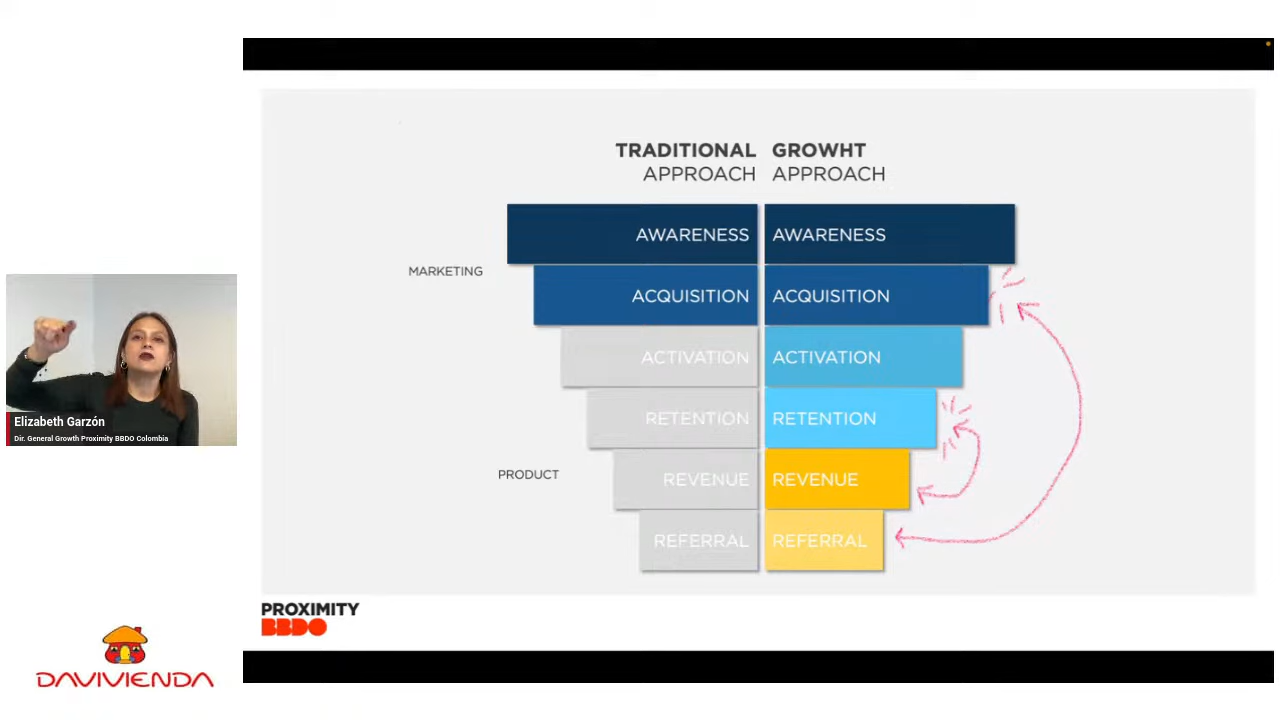 TRADITIONAL
APPROACH
GROWHT
APPROACH
MARKETING
AWARENESS
AWARENESS
ACQUISITION
ACQUISITION
ACTIVATION
ACTIVATION
RETENTION
RETENTION
PRODUCT
REVENUE
REVENUE
REFERRAL
REFERRAL
Elizabeth Garzón
Dir. General Growth Proximity BBDO Colombia
PROXIMITY
BBDO
DAVIVIENDA